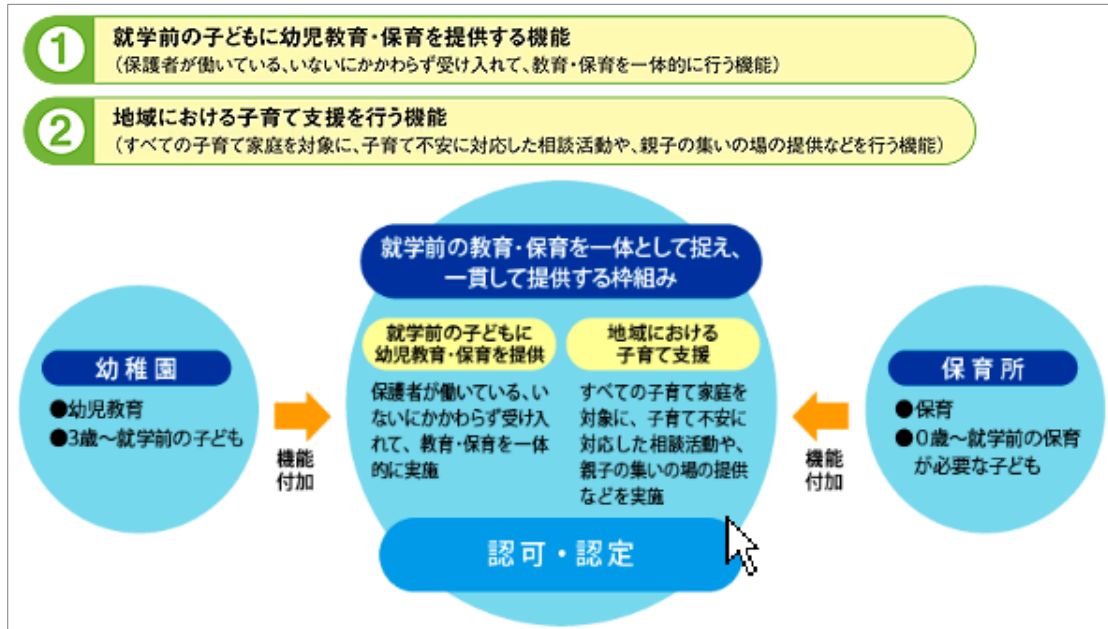 1
就学前の子どもに幼児教育・保育を提供する機能
（保護者が働いている、いないにかかわらず受け入れて、教育・保育を一体的に行う機能）
2
地域における子育て支援を行う機能
（すべての子育て家庭を対象に、子育て不安に対応した相談活動や、親子の集いの場の提供などを行う機能）
就学前の教育・保育を一体として捉え、
一貫して提供する枠組み
幼稚園
●幼児教育
●3歳～就学前の子ども
機能
付加
就学前の子どもに
幼児教育・保育を提供
保護者が働いている、い
ないにかかわらず受け入
れて、教育・保育を一体
的に実施
地域における
子育て支援
すべての子育て家庭を
対象に、子育て不安に
対応した相談活動や、
親子の集いの場の提供
などを実施
認可・認定
機能
付加
保育所
●保育
●0歳～就学前の保育
が必要な子ども